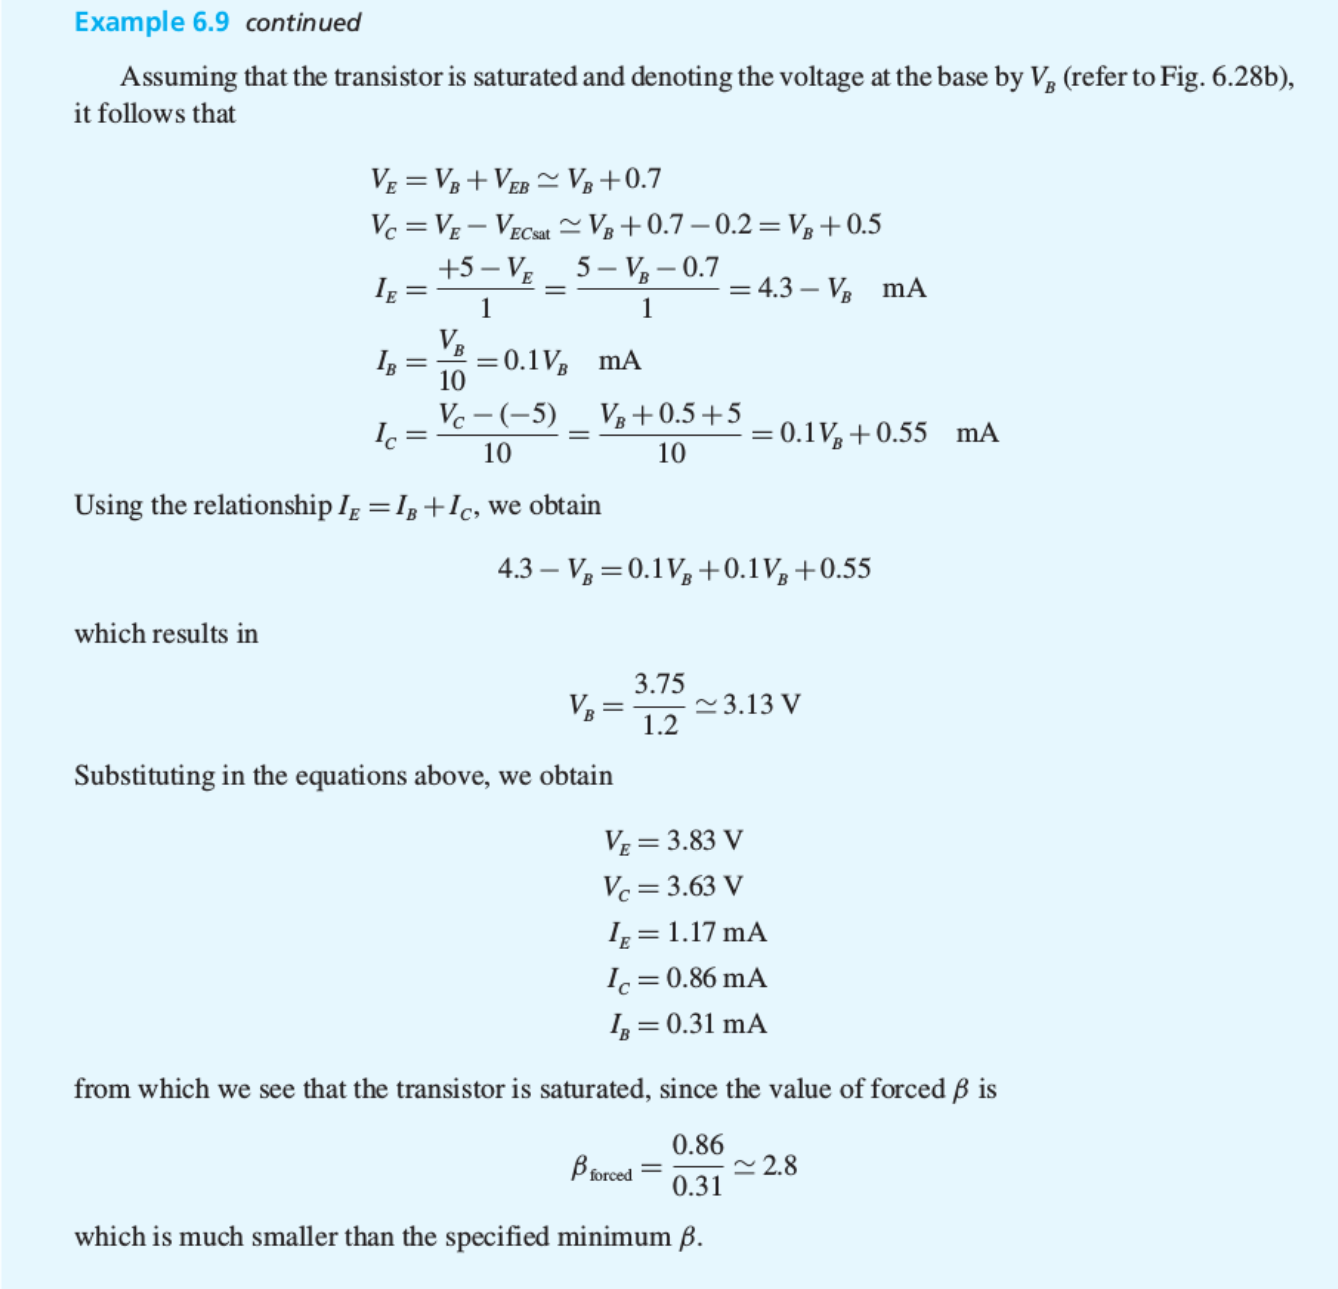 Example 6.9 continued
Assuming that the transistor is saturated and denoting the voltage at the base by V_B (refer to Fig. 6.28b),
it follows that
V_E = V_B + V_EB ≃ V_B + 0.7
V_C = V_E − V_ECsat ≃ V_B + 0.7 − 0.2 = V_B + 0.5
I_E = (+5 − V_E)/1 = (5 − V_B − 0.7)/1 = 4.3 − V_B mA
I_B = V_B/10 = 0.1V_B mA
I_C = (V_C − (−5))/10 = (V_B + 0.5 + 5)/10 = 0.1V_B + 0.55 mA
Using the relationship I_E = I_B + I_C, we obtain
4.3 − V_B = 0.1V_B + 0.1V_B + 0.55
which results in
V_B = 3.75/1.2 ≃ 3.13 V
Substituting in the equations above, we obtain
V_E = 3.83 V
V_C = 3.63 V
I_E = 1.17 mA
I_C = 0.86 mA
I_B = 0.31 mA
from which we see that the transistor is saturated, since the value of forced β is
β_forced = 0.86/0.31 ≃ 2.8
which is much smaller than the specified minimum β.